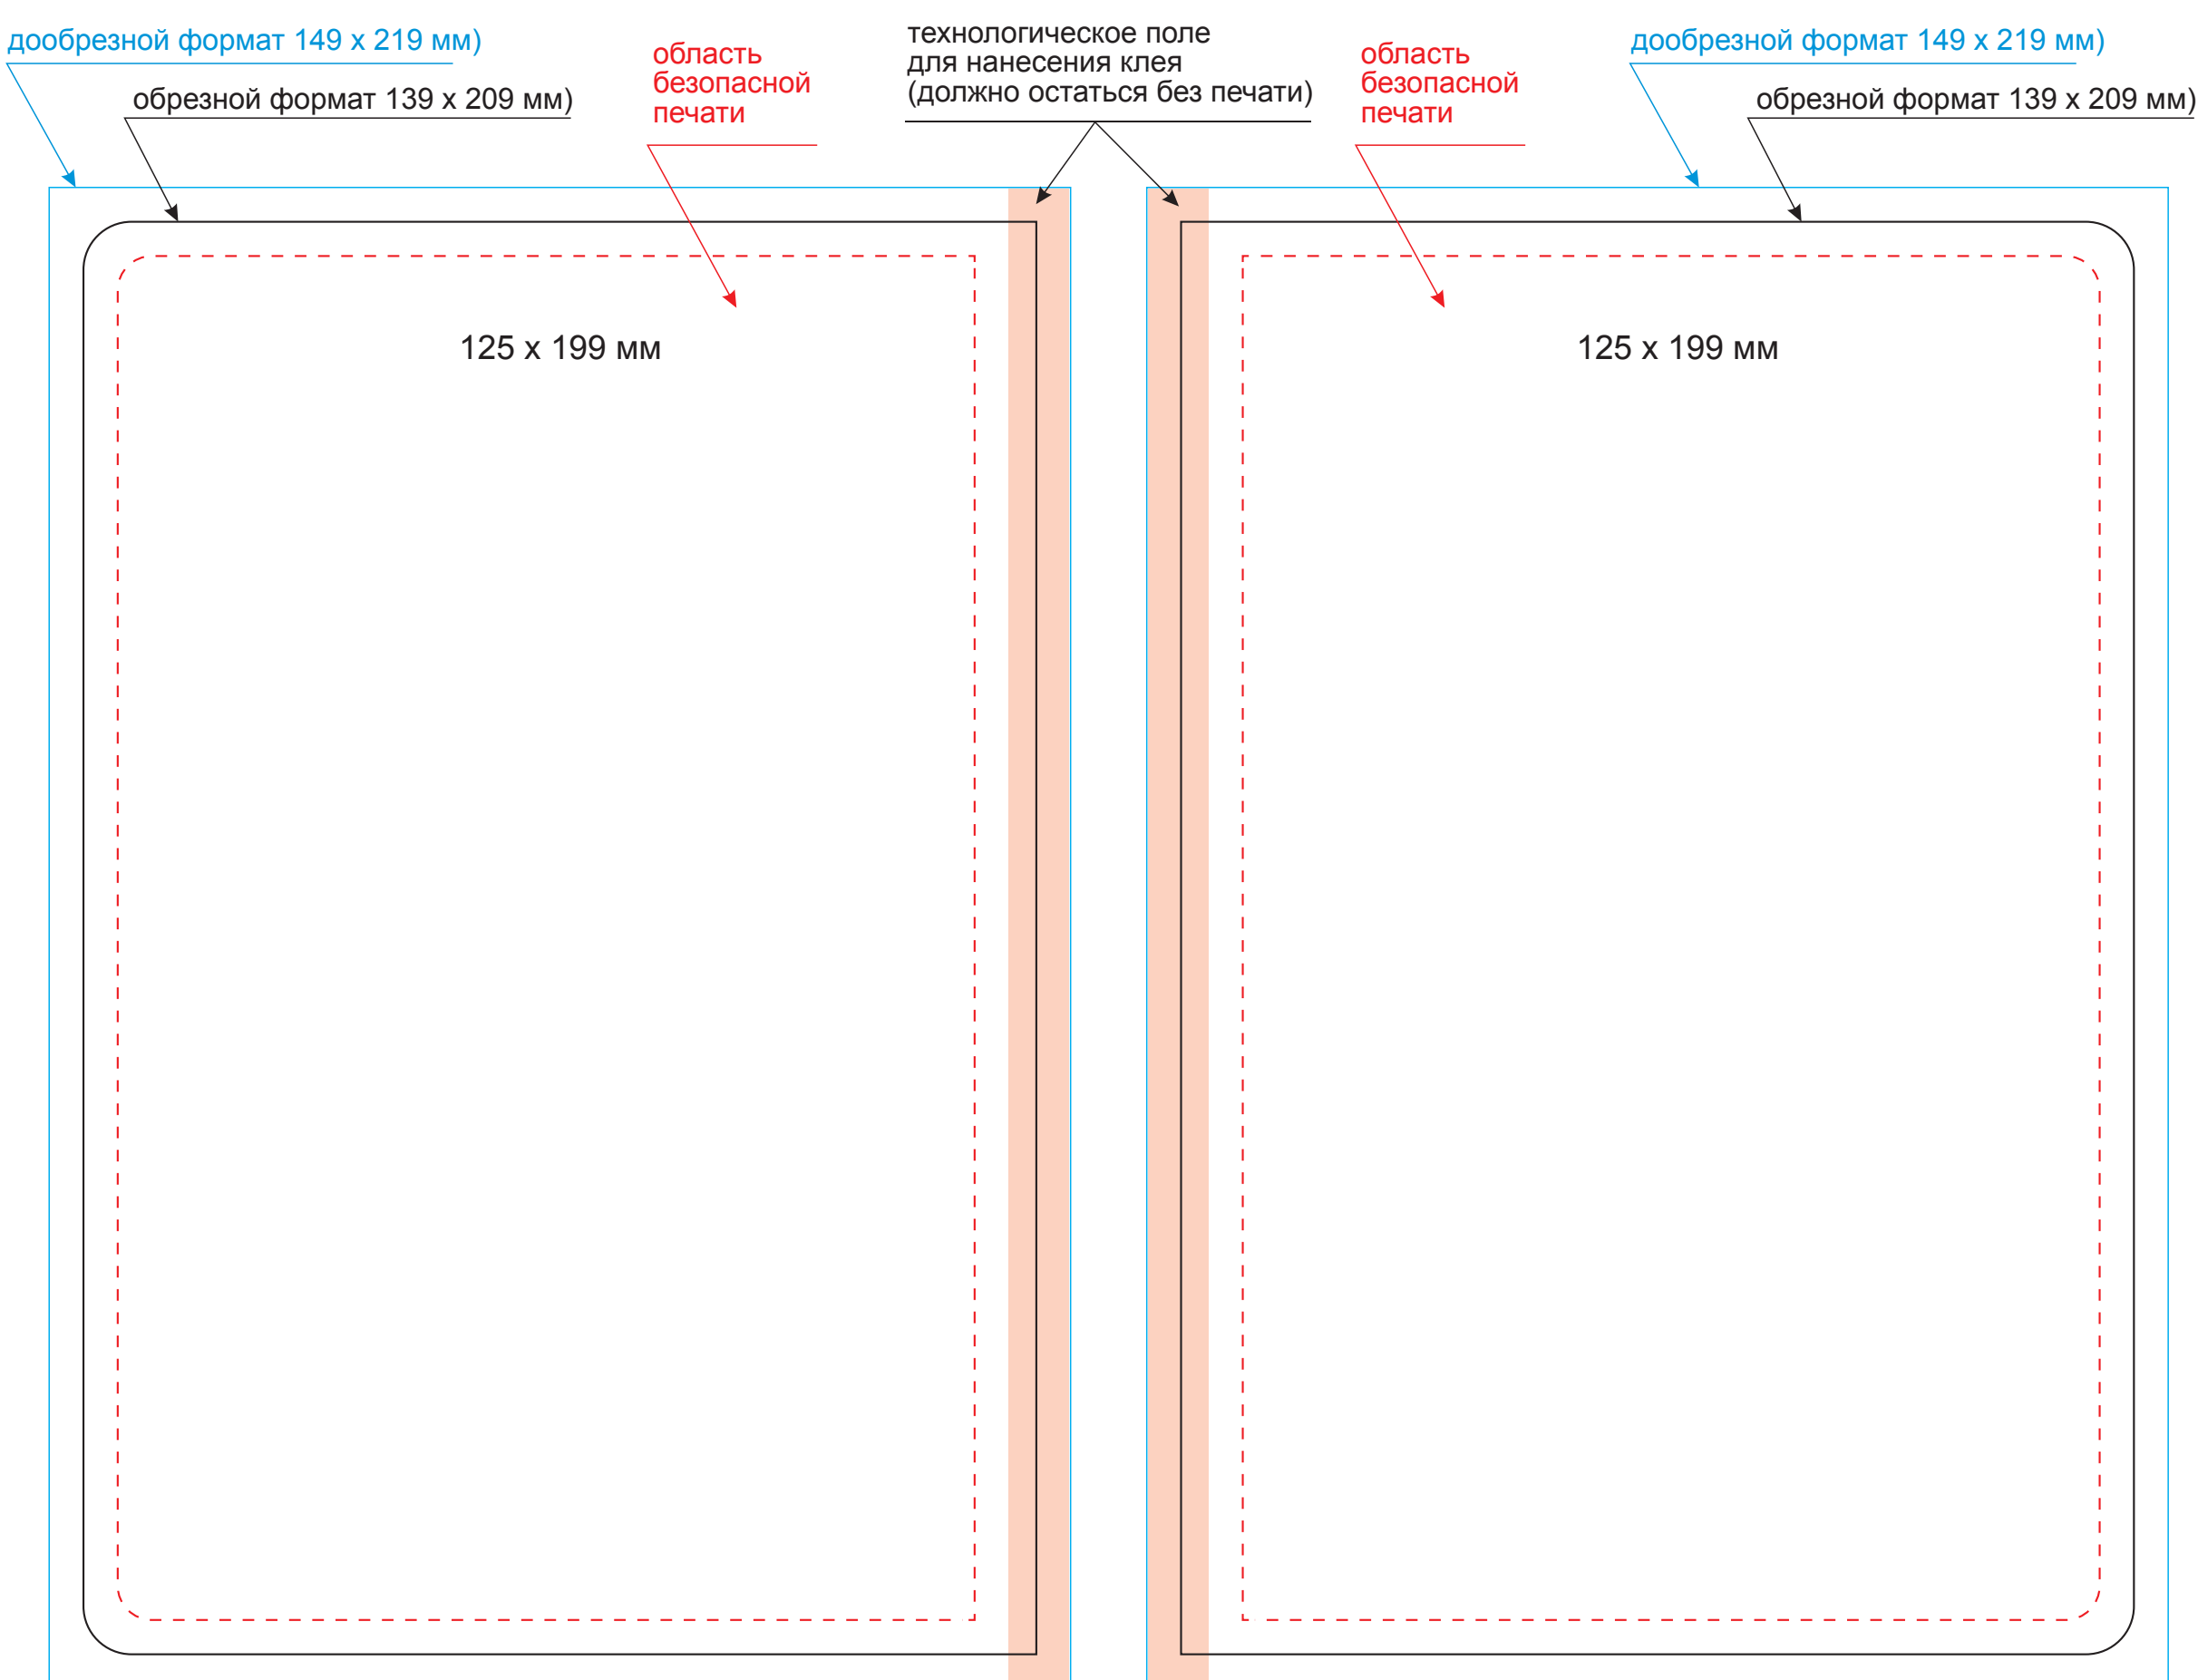 дообрезной формат 149 х 219 мм)
обрезной формат 139 х 209 мм)
область
безопасной
печати
технологическое поле
для нанесения клея
(должно остаться без печати)
область
безопасной
печати
дообрезной формат 149 х 219 мм)
обрезной формат 139 х 209 мм)
125 х 199 мм
125 х 199 мм